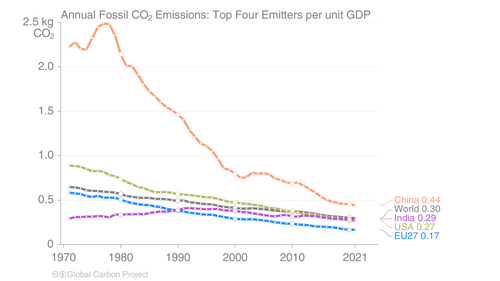 Annual Fossil CO₂ Emissions: Top Four Emitters per unit GDP
2.5 kg
CO₂
2.0
1.5
1.0
0.5
0
China 0.44
World 0.30
India 0.29
USA 0.27
EU27 0.17
1970 1980 1990 2000 2010 2021
Global Carbon Project